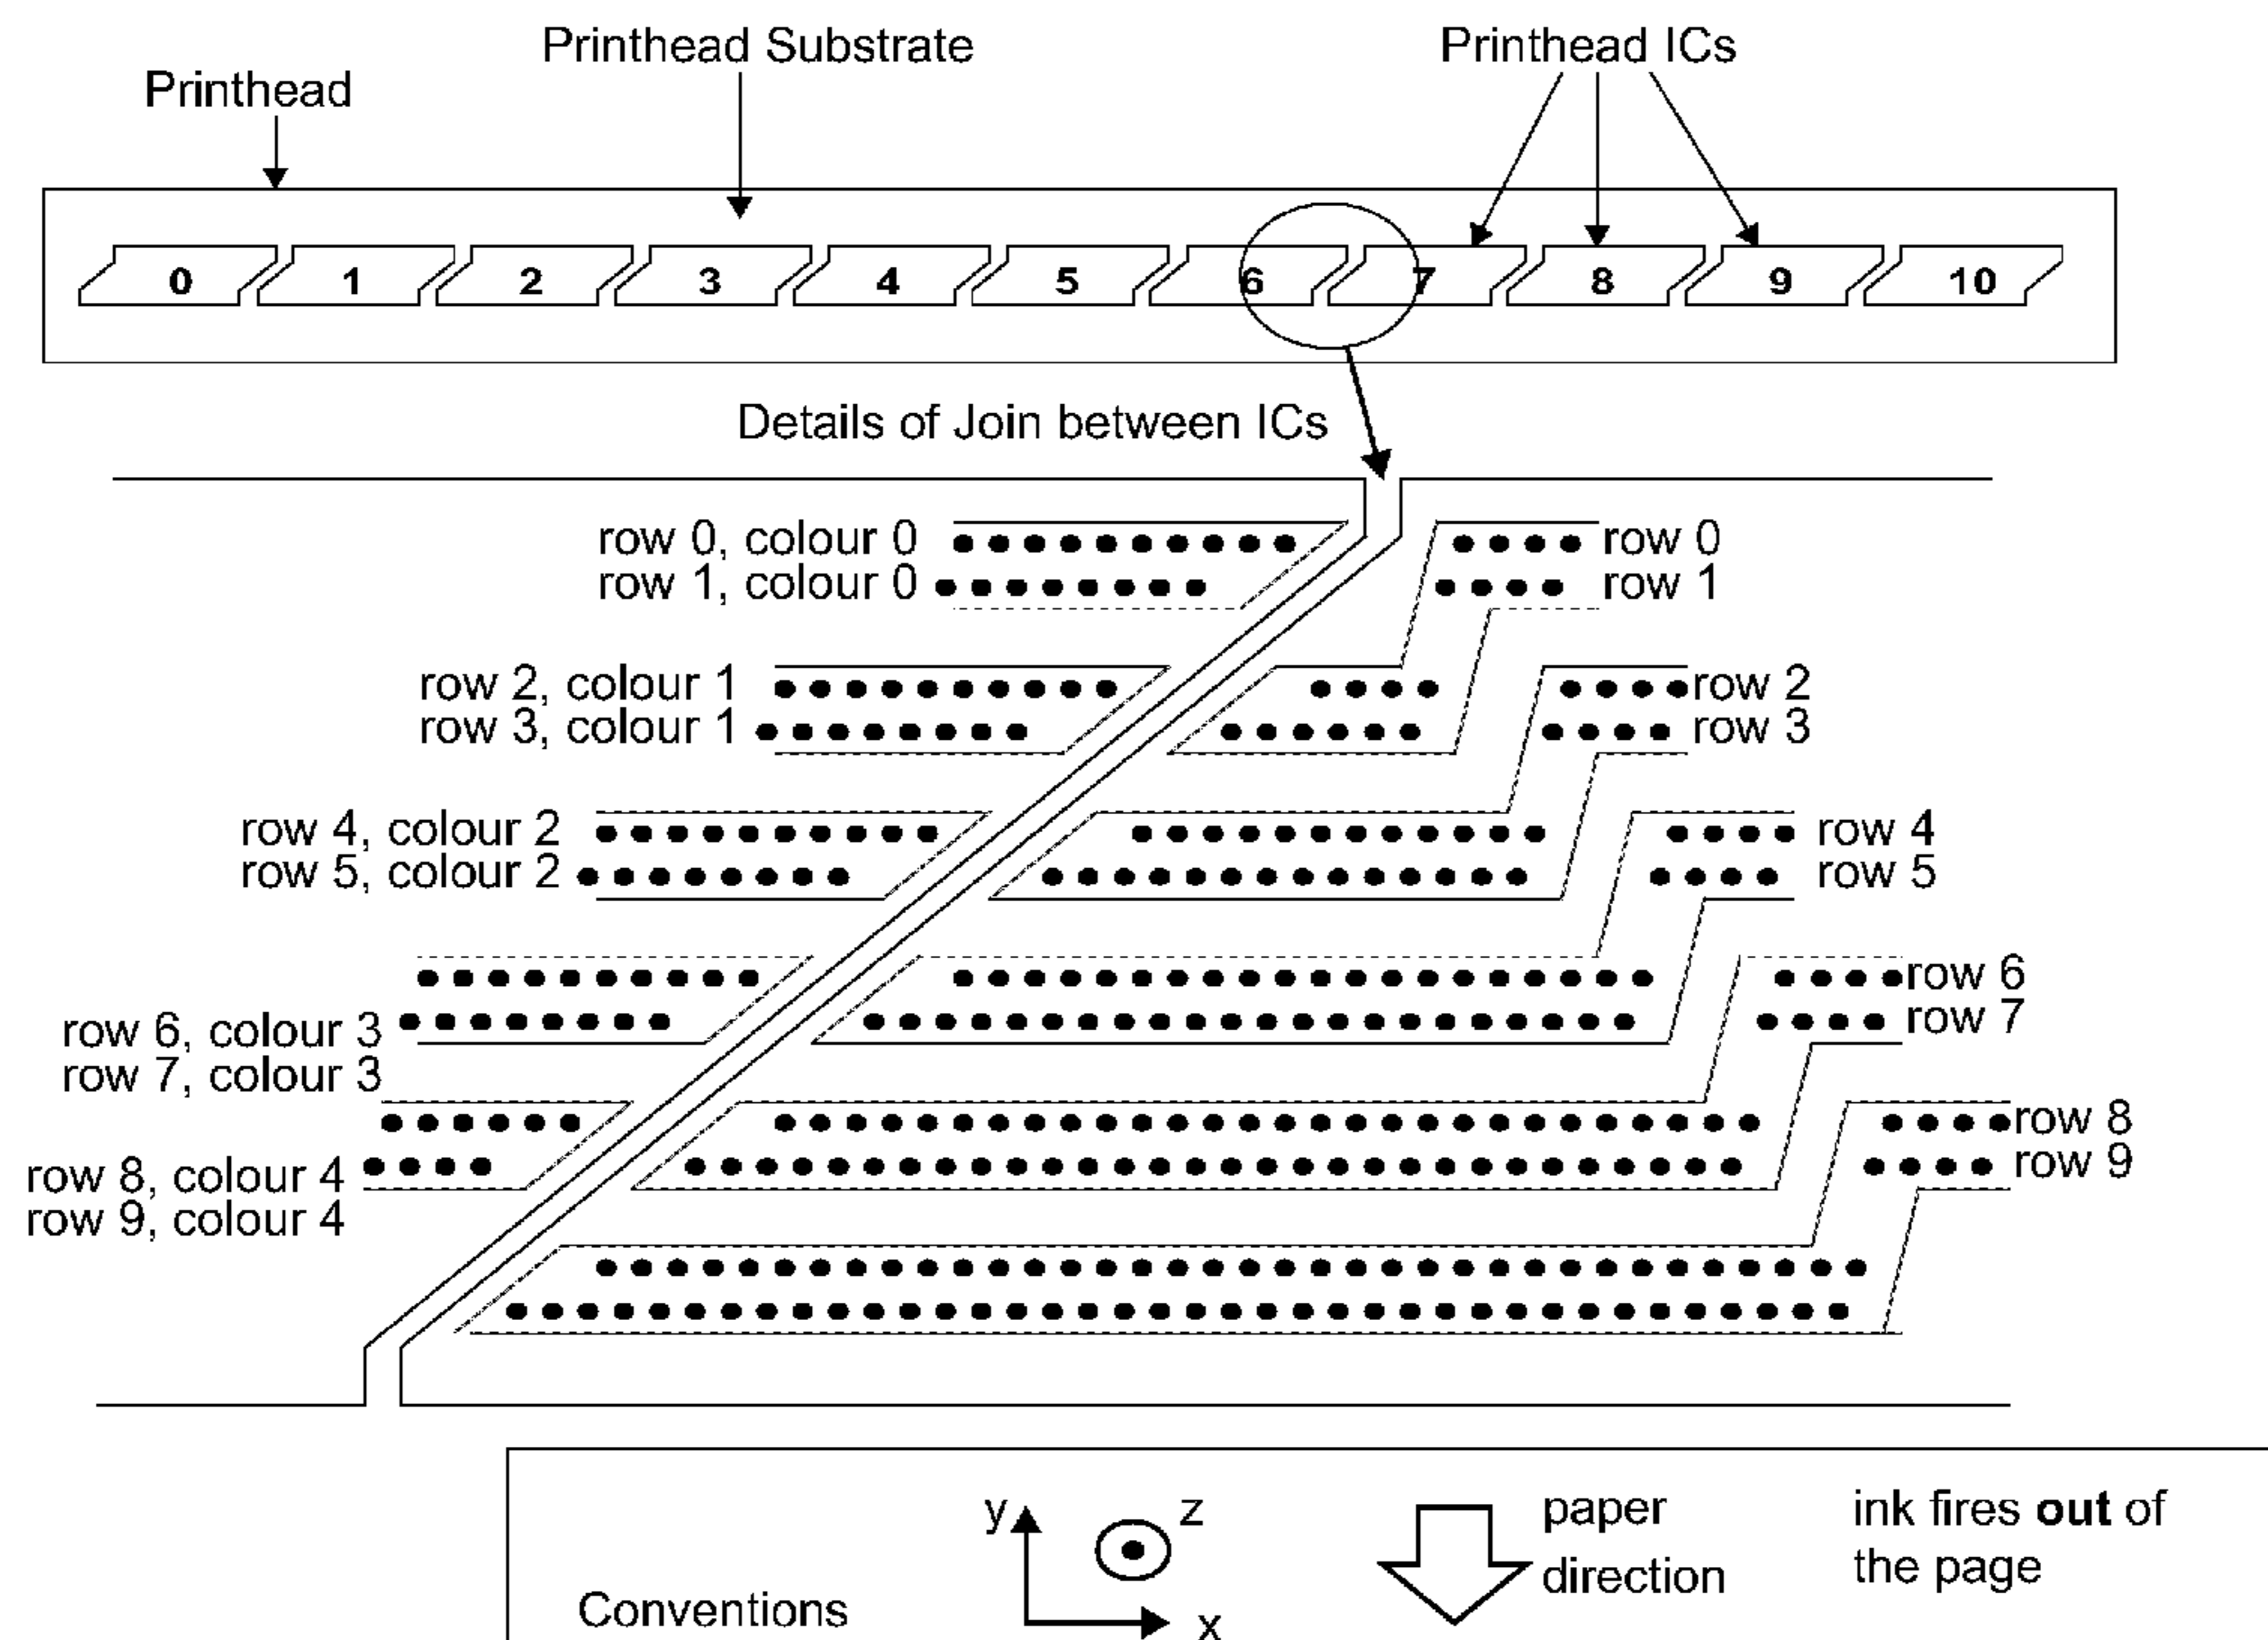 Printhead Substrate
Printhead ICs
Printhead
0 1 2 3 4 5 6 7 8 9 10
Details of Join between ICs
row 0, colour 0
row 0
row 1, colour 0
row 1
row 2, colour 1
row 2
row 3, colour 1
row 3
row 4, colour 2
row 4
row 5, colour 2
row 5
row 6
row 6, colour 3
row 7
row 7, colour 3
row 8
row 8, colour 4
row 9
row 9, colour 4
y
z
paper
direction
ink fires out of
the page
Conventions
x